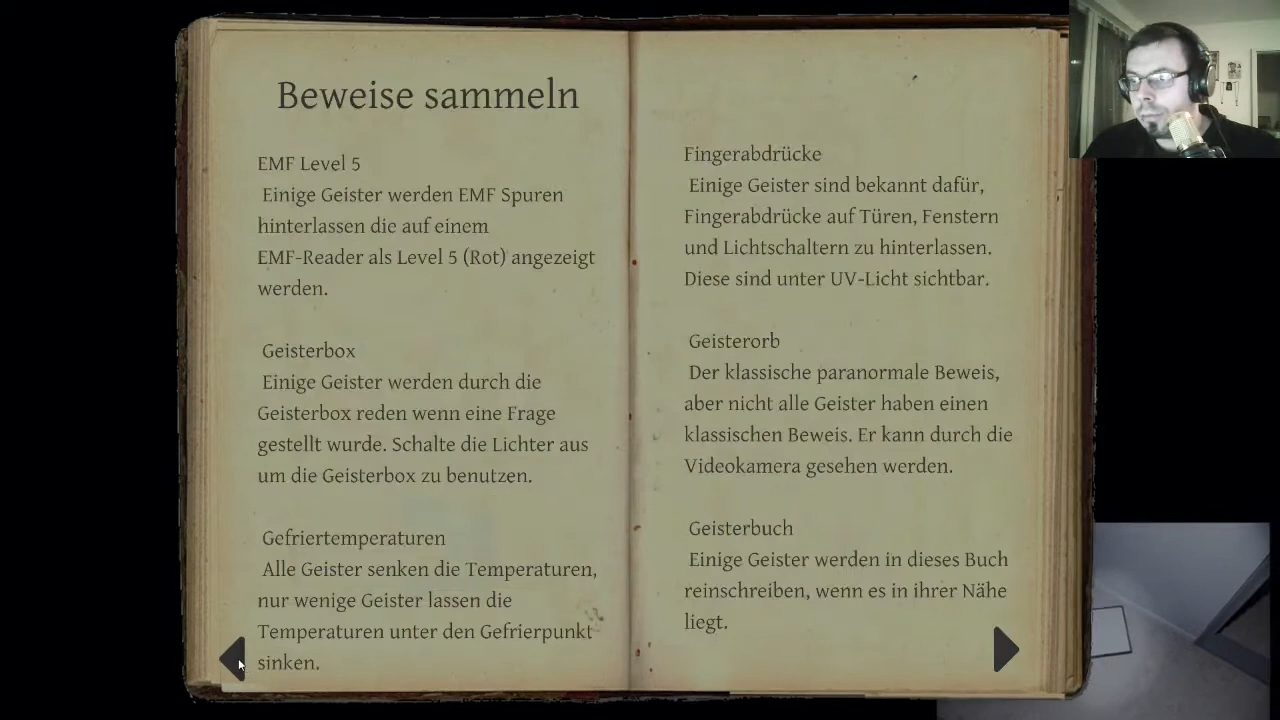 Beweise sammeln
EMF Level 5
Einige Geister werden EMF Spuren
hinterlassen die auf einem
EMF-Reader als Level 5 (Rot) angezeigt
werden.
Geisterbox
Einige Geister werden durch die
Geisterbox reden wenn eine Frage
gestellt wurde. Schalte die Lichter aus
um die Geisterbox zu benutzen.
Gefriertemperaturen
Alle Geister senken die Temperaturen,
nur wenige Geister lassen die
Temperaturen unter den Gefrierpunkt
sinken.
Fingerabdrücke
Einige Geister sind bekannt dafür,
Fingerabdrücke auf Türen, Fenstern
und Lichtschaltern zu hinterlassen.
Diese sind unter UV-Licht sichtbar.
Geisterorb
Der klassische paranormale Beweis,
aber nicht alle Geister haben einen
klassischen Beweis. Er kann durch die
Videokamera gesehen werden.
Geisterbuch
Einige Geister werden in dieses Buch
reinschreiben, wenn es in ihrer Nähe
liegt.